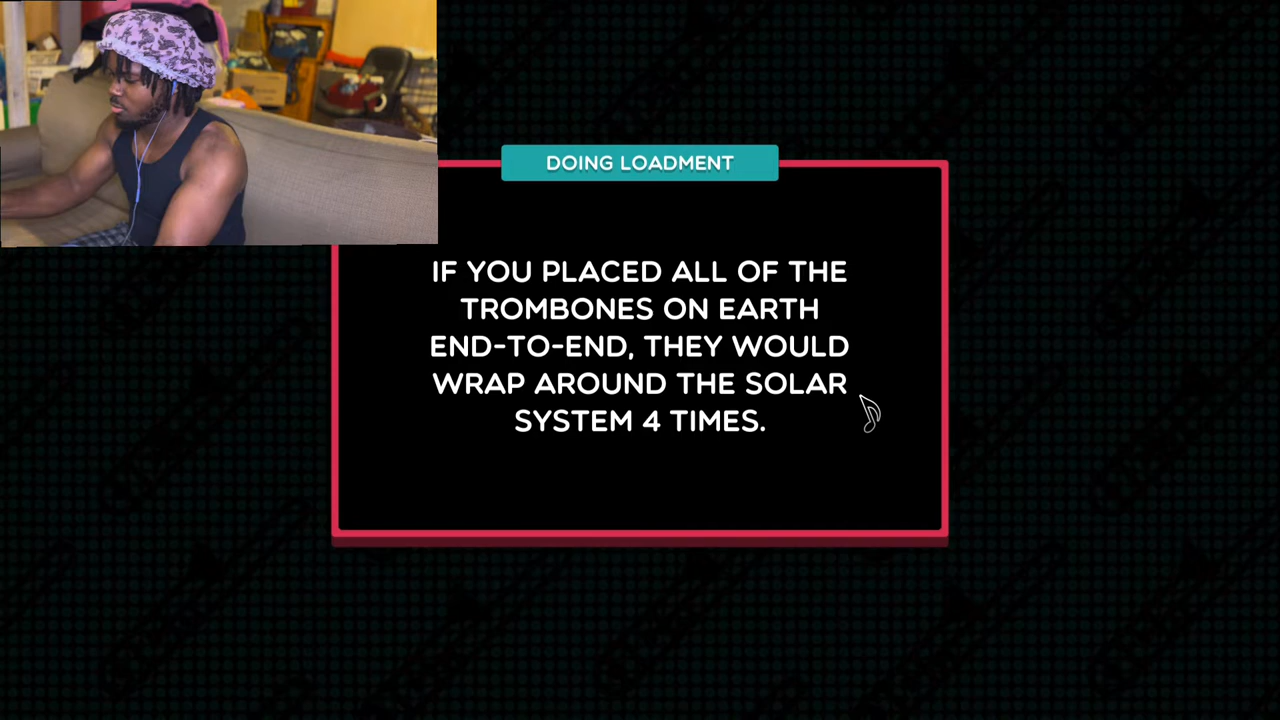 DOING LOADMENT
IF YOU PLACED ALL OF THE
TROMBONES ON EARTH
END-TO-END, THEY WOULD
WRAP AROUND THE SOLAR
SYSTEM 4 TIMES.